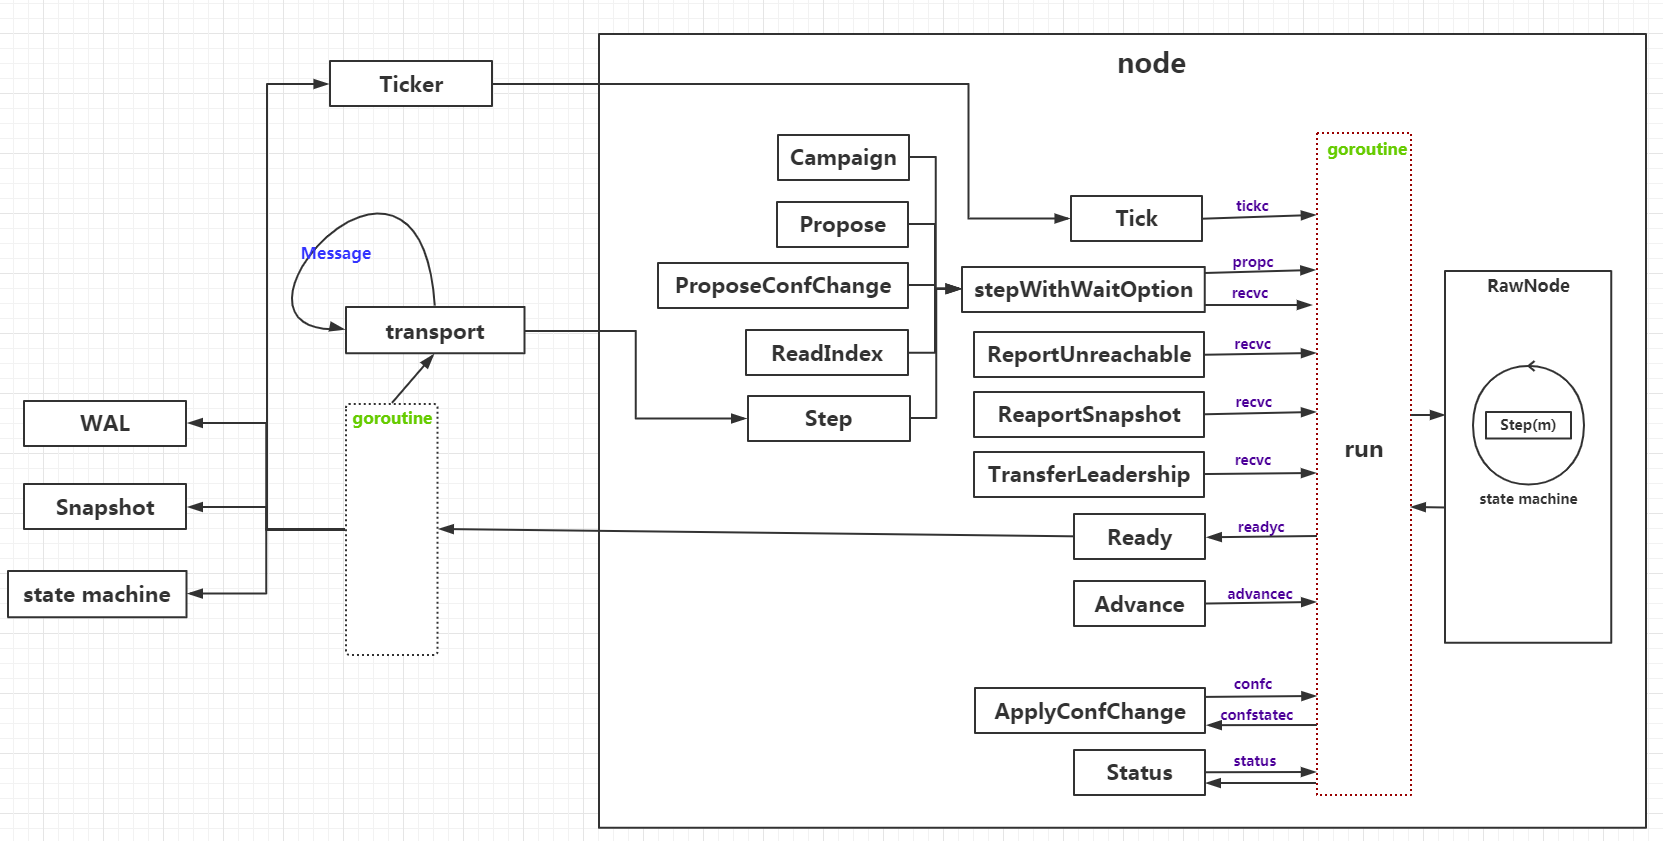 node
Ticker
Campaign
goroutine
Propose
Tick
tickc
Message
ProposeConfChange
stepWithWaitOption
propc
recvc
RawNode
transport
ReadIndex
ReportUnreachable
recvc
goroutine
WAL
Step
ReaportSnapshot
recvc
Step(m)
run
TransferLeadership
recvc
state machine
Snapshot
Ready
readyc
state machine
Advance
advancec
ApplyConfChange
confc
confstatec
Status
status